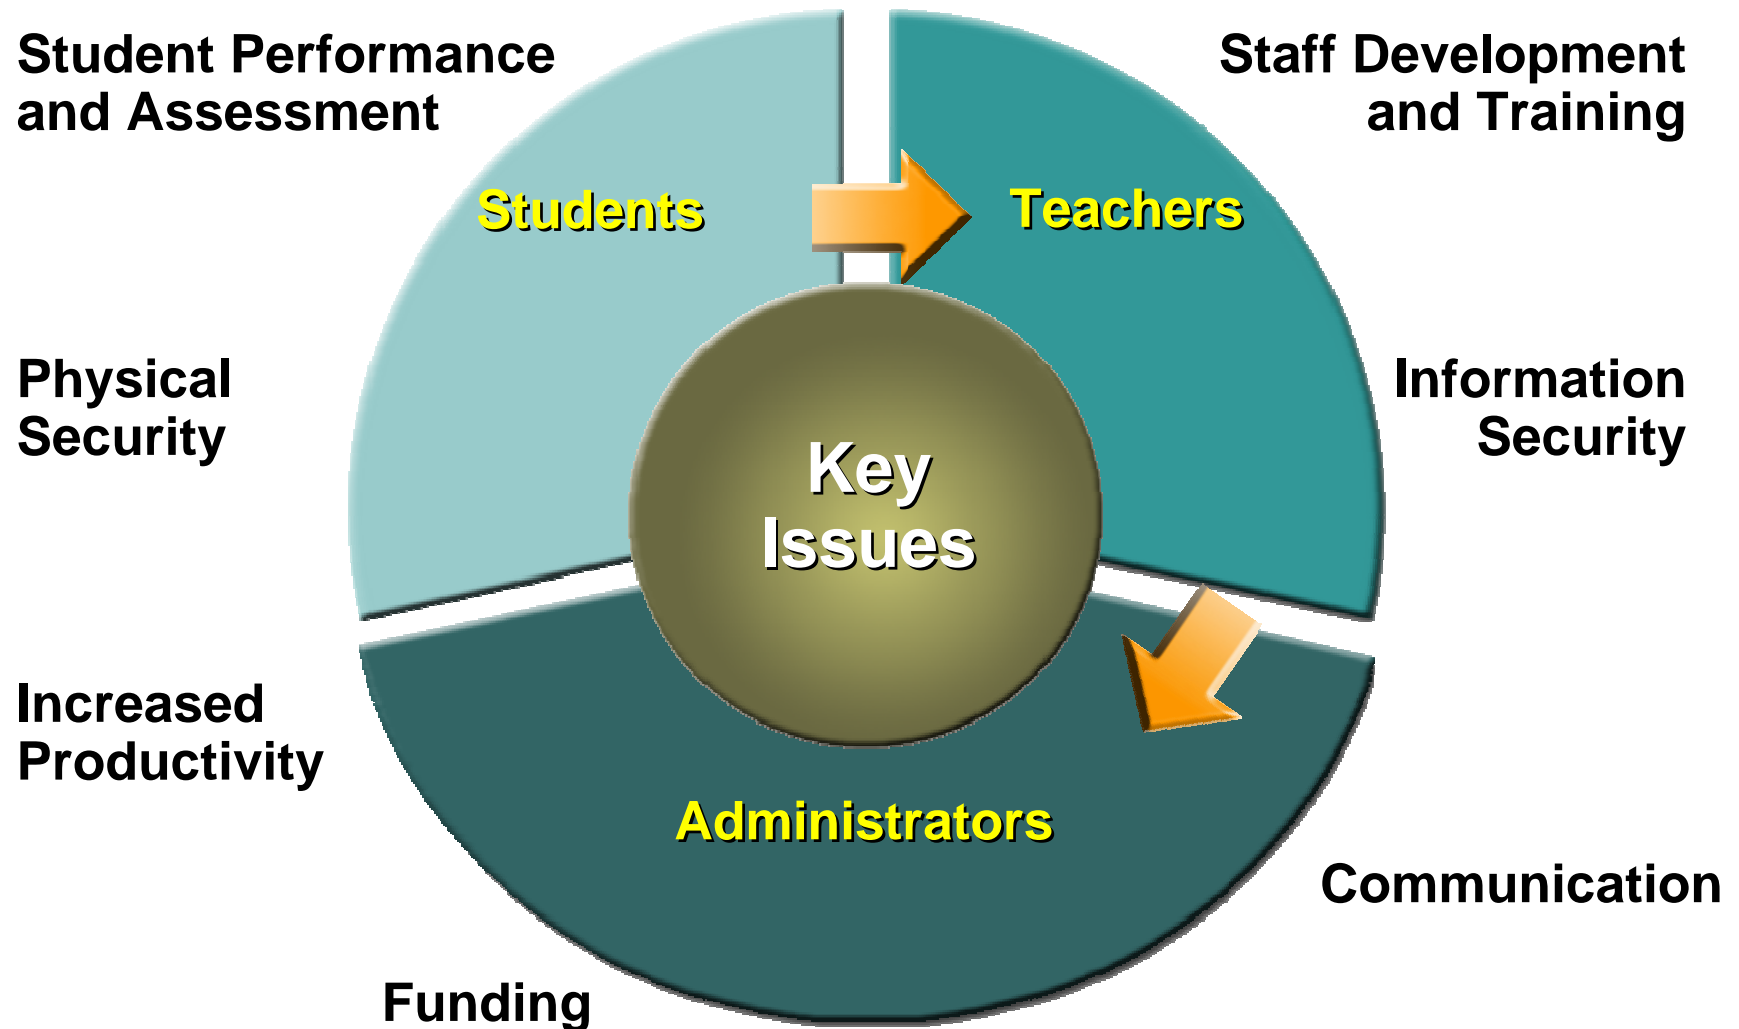 Student Performance
and Assessment
Staff Development
and Training
Students
Teachers
Physical
Security
Information
Security
Key
Issues
Increased
Productivity
Administrators
Communication
Funding